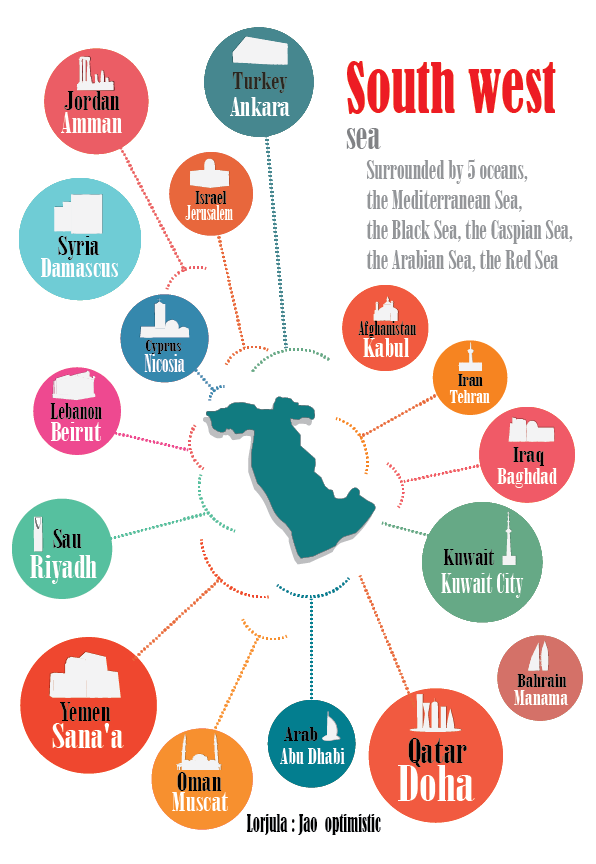 South west
sea
Surrounded by 5 oceans,
the Mediterranean Sea,
the Black Sea, the Caspian Sea,
the Arabian Sea, the Red Sea
Jordan
Amman
Turkey
Ankara
Israel
Jerusalem
Syria
Damascus
Cyprus
Nicosia
Afghanistan
Kabul
Iran
Tehran
Lebanon
Beirut
Iraq
Baghdad
Sau
Riyadh
Kuwait
Kuwait City
Yemen
Sana'a
Bahrain
Manama
Oman
Muscat
Arab
Abu Dhabi
Qatar
Doha
Lorjula : Jao optimistic